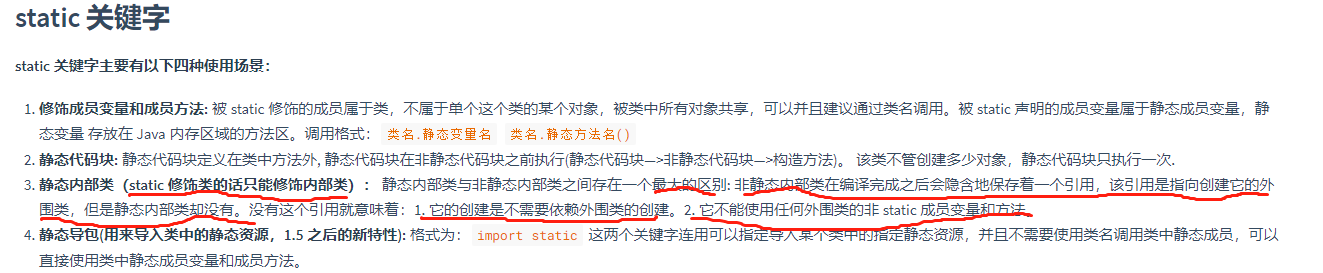 static 关键字
static 关键字主要有以下四种使用场景：
1. 修饰成员变量和成员方法: 被 static 修饰的成员属于类，不属于单个这个类的某个对象，被类中所有对象共享，可以并且建议通过类名调用。被 static 声明的成员变量属于静态成员变量，静
态变量 存放在 Java 内存区域的方法区。调用格式： 类名.静态变量名 类名.静态方法名()
2. 静态代码块: 静态代码块定义在类中方法外, 静态代码块在非静态代码块之前执行(静态代码块—>非静态代码块—>构造方法)。 该类不管创建多少对象，静态代码块只执行一次.
3. 静态内部类（static 修饰类的话只能修饰内部类）： 静态内部类与非静态内部类之间存在一个最大的区别: 非静态内部类在编译完成之后会隐含地保存着一个引用，该引用是指向创建它的外
围类，但是静态内部类却没有。没有这个引用就意味着：1. 它的创建是不需要依赖外围类的创建。2. 它不能使用任何外围类的非 static 成员变量和方法。
4. 静态导包(用来导入类中的静态资源，1.5 之后的新特性): 格式为： import static 这两个关键字连用可以指定导入某个类中的指定静态资源，并且不需要使用类名调用类中静态成员，可以
直接使用类中静态成员变量和成员方法。